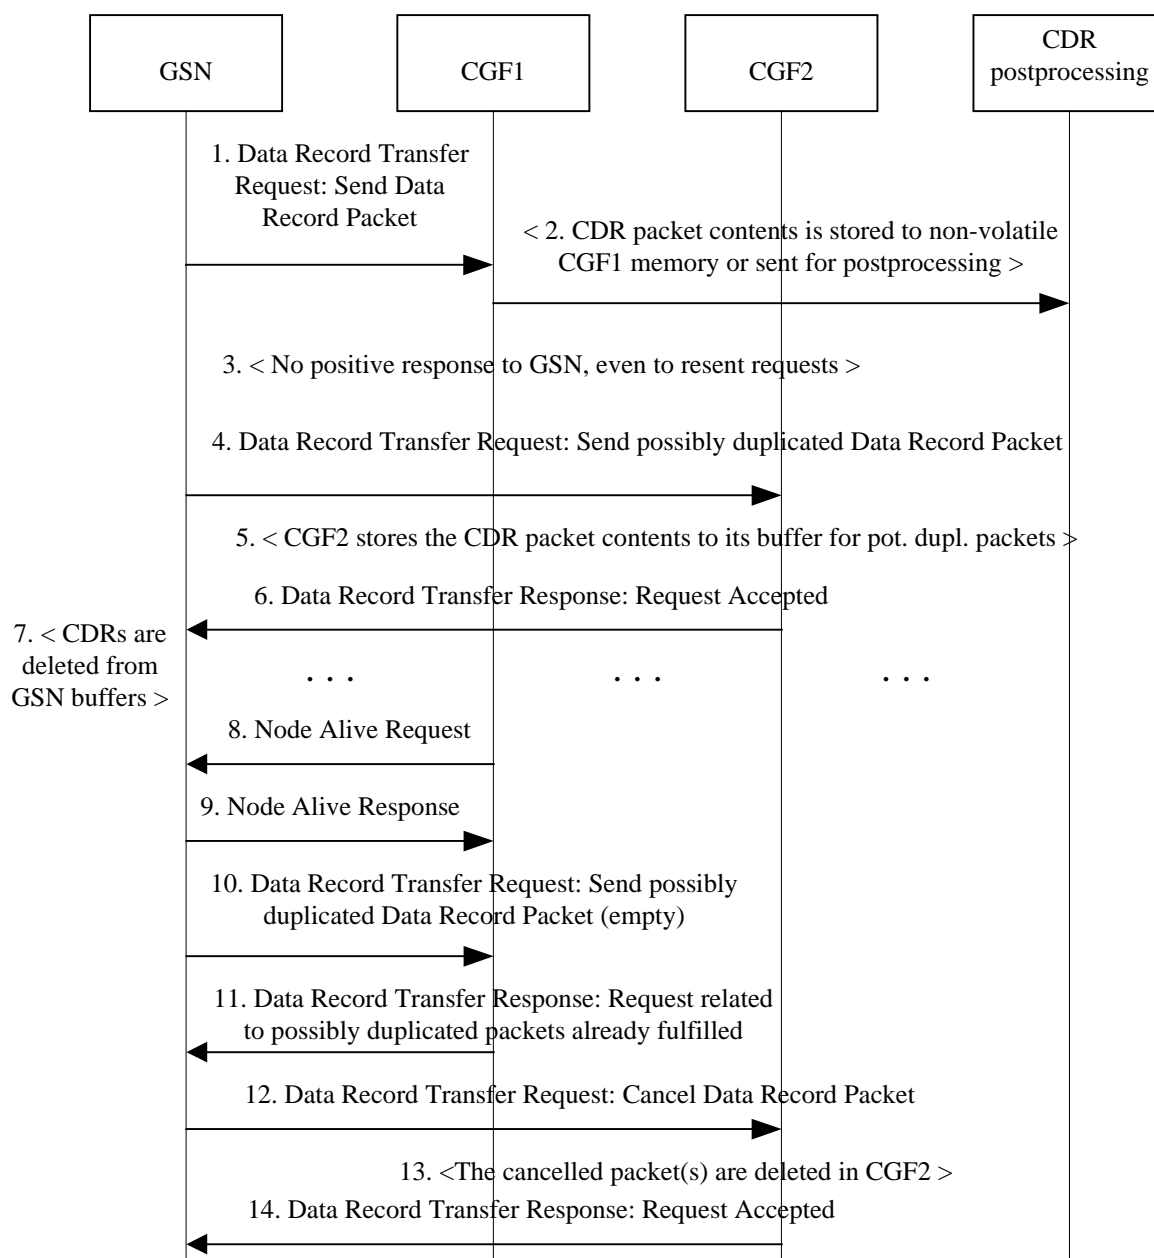 GSN
CGF1
CGF2
CDR
postprocessing
1. Data Record Transfer
Request: Send Data
Record Packet
< 2. CDR packet contents is stored to non-volatile
CGF1 memory or sent for postprocessing >
3. < No positive response to GSN, even to resent requests >
4. Data Record Transfer Request: Send possibly duplicated Data Record Packet
5. < CGF2 stores the CDR packet contents to its buffer for pot. dupl. packets >
6. Data Record Transfer Response: Request Accepted
7. < CDRs are
deleted from
GSN buffers >
. . .
. . .
. . .
8. Node Alive Request
9. Node Alive Response
10. Data Record Transfer Request: Send possibly
duplicated Data Record Packet (empty)
11. Data Record Transfer Response: Request related
to possibly duplicated packets already fulfilled
12. Data Record Transfer Request: Cancel Data Record Packet
13. <The cancelled packet(s) are deleted in CGF2 >
14. Data Record Transfer Response: Request Accepted